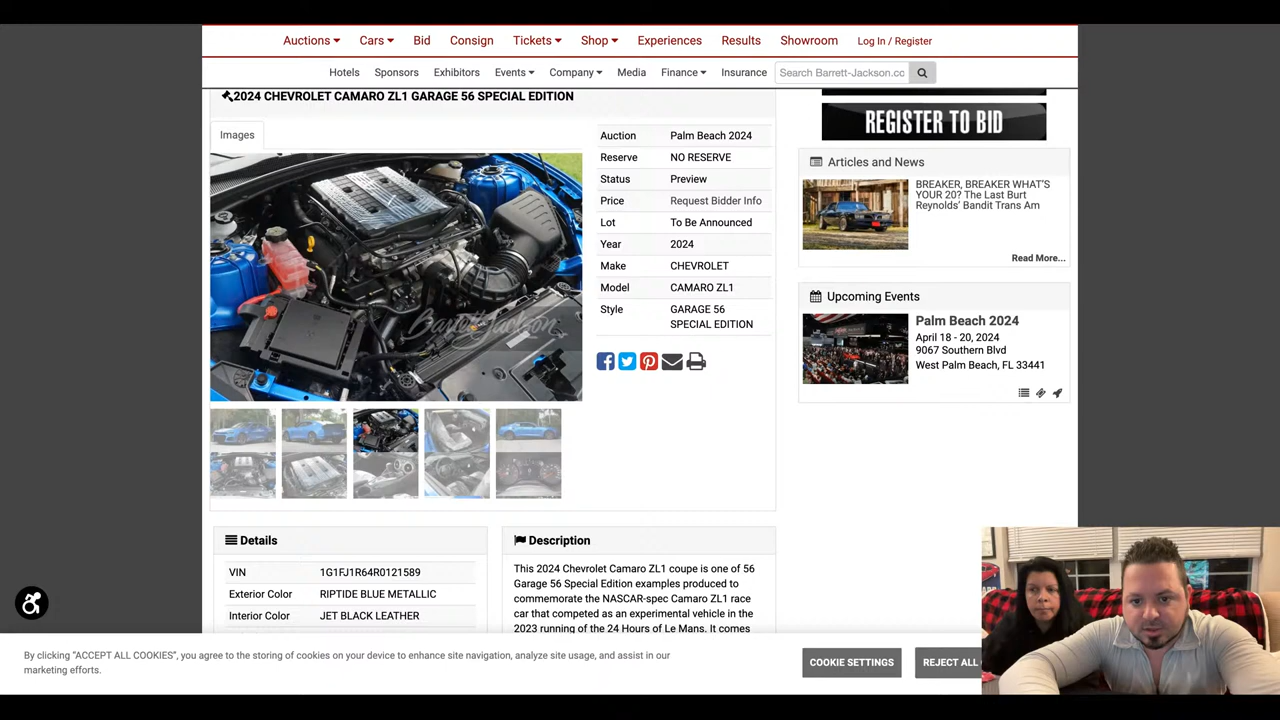 Auctions Cars Bid Consign Tickets Shop Experiences Results Showroom Log In / Register
Hotels Sponsors Exhibitors Events Company Media Finance Insurance Search Barrett-Jackson.cc
2024 CHEVROLET CAMARO ZL1 GARAGE 56 SPECIAL EDITION
Images
Auction Palm Beach 2024
Reserve NO RESERVE
Status Preview
Price Request Bidder Info
Lot To Be Announced
Year 2024
Make CHEVROLET
Model CAMARO ZL1
Style GARAGE 56
SPECIAL EDITION
Barrett-Jackson
REGISTER TO BID
Articles and News
BREAKER, BREAKER WHAT'S
YOUR 20? The Last Burt
Reynolds' Bandit Trans Am
Read More...
Upcoming Events
Palm Beach 2024
April 18 - 20, 2024
9067 Southern Blvd
West Palm Beach, FL 33441
Details
VIN 1G1FJ1R64R0121589
Exterior Color RIPTIDE BLUE METALLIC
Interior Color JET BLACK LEATHER
Description
This 2024 Chevrolet Camaro ZL1 coupe is one of 56
Garage 56 Special Edition examples produced to
commemorate the NASCAR-spec Camaro ZL1 race
car that competed as an experimental vehicle in the
2023 running of the 24 Hours of Le Mans. It comes
By clicking "ACCEPT ALL COOKIES", you agree to the storing of cookies on your device to enhance site navigation, analyze site usage, and assist in our
marketing efforts.
COOKIE SETTINGS
REJECT ALL